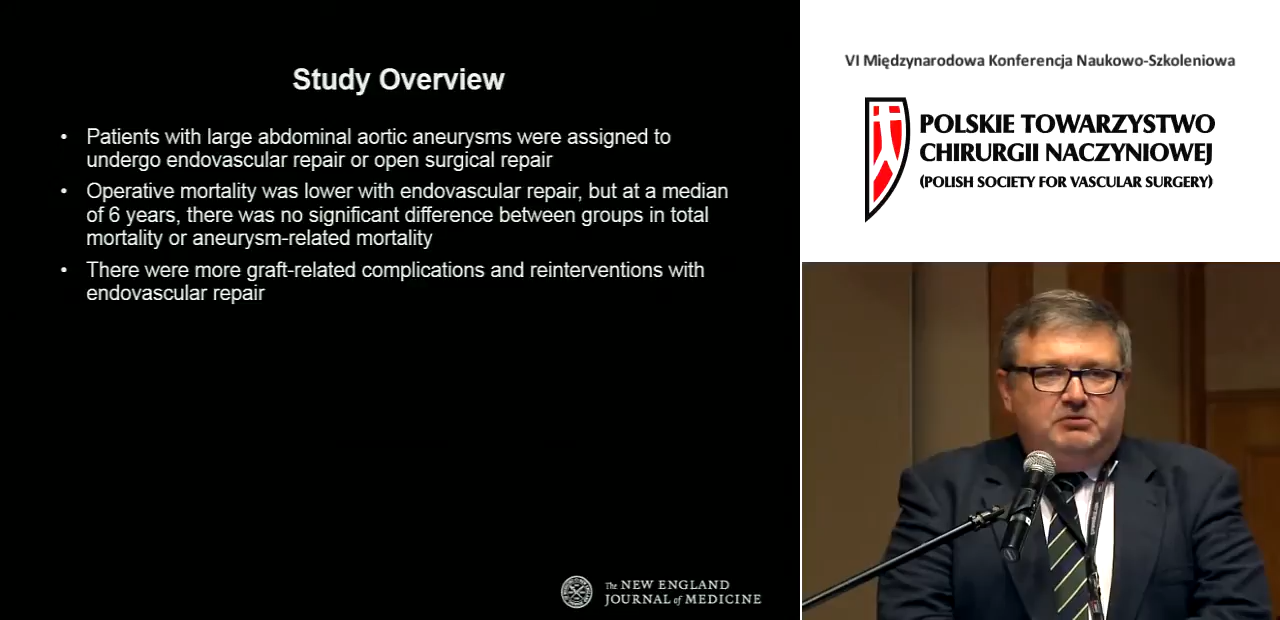 Study Overview
• Patients with large abdominal aortic aneurysms were assigned to
undergo endovascular repair or open surgical repair
• Operative mortality was lower with endovascular repair, but at a median
of 6 years, there was no significant difference between groups in total
mortality or aneurysm-related mortality
• There were more graft-related complications and reinterventions with
endovascular repair
The NEW ENGLAND
JOURNAL of MEDICINE
VI Międzynarodowa Konferencja Naukowo-Szkoleniowa
POLSKIE TOWARZYSTWO
CHIRURGII NACZYNIOWEJ
(POLISH SOCIETY FOR VASCULAR SURGERY)